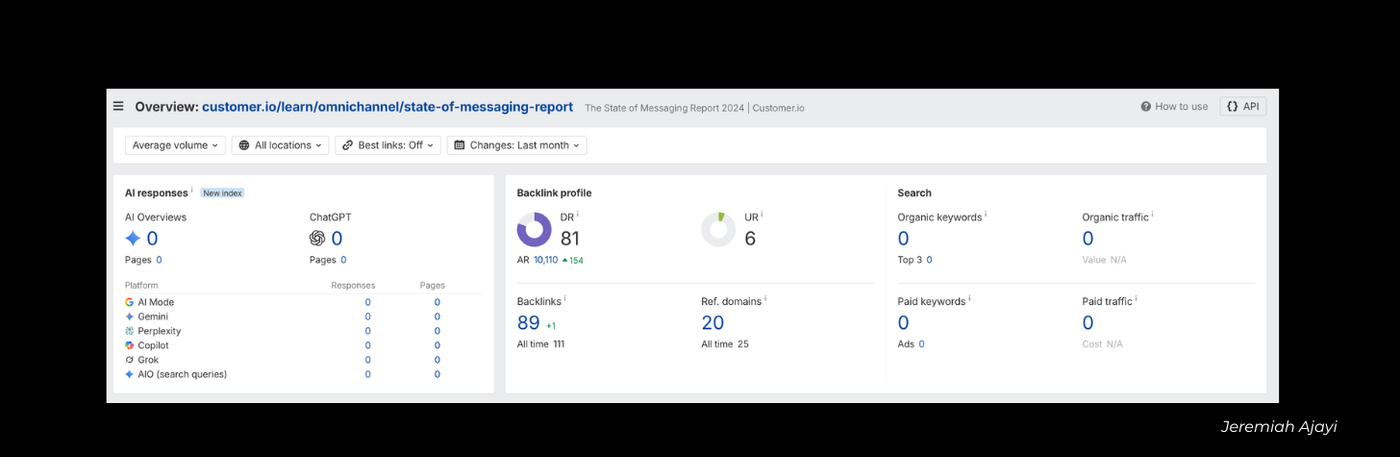 Overview: customer.io/learn/omnichannel/state-of-messaging-report The State of Messaging Report 2024 | Customer.io How to use {} API
Average volume All locations Best links: Off Changes: Last month
AI responses i New index
AI Overviews ChatGPT
0 0
Pages 0 Pages 0
Platform Responses Pages
AI Mode 0 0
Gemini 0 0
Perplexity 0 0
Copilot 0 0
Grok 0 0
AIO (search queries) 0 0
Backlink profile
DR i UR i
81 6
AR 10,110 154
Backlinks i Ref. domains i
89 +1 20
All time 111 All time 25
Search
Organic keywords i Organic traffic i
0 0
Top 3 0 Value N/A
Paid keywords i Paid traffic i
0 0
Ads 0 Cost N/A
Jeremiah Ajayi